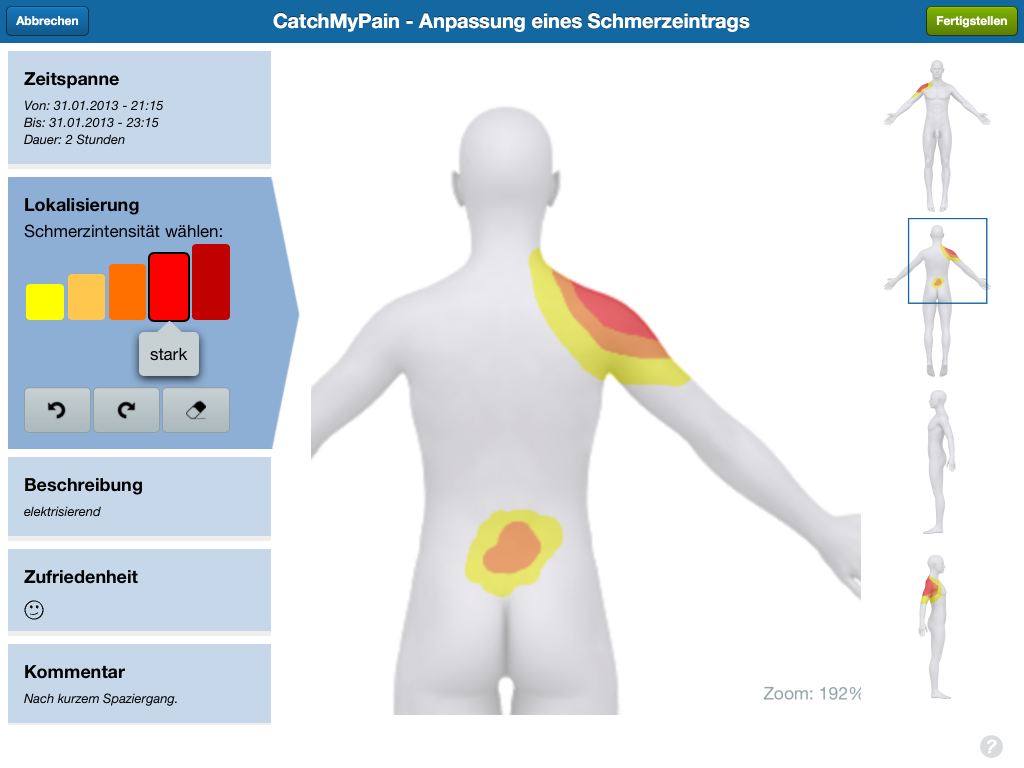 Abbrechen
CatchMyPain - Anpassung eines Schmerzeintrags
Fertigstellen
Zeitspanne
Von: 31.01.2013 - 21:15
Bis: 31.01.2013 - 23:15
Dauer: 2 Stunden
Lokalisierung
Schmerzintensität wählen:
stark
Beschreibung
elektrisierend
Zufriedenheit
Kommentar
Nach kurzem Spaziergang.
Zoom: 192%
?